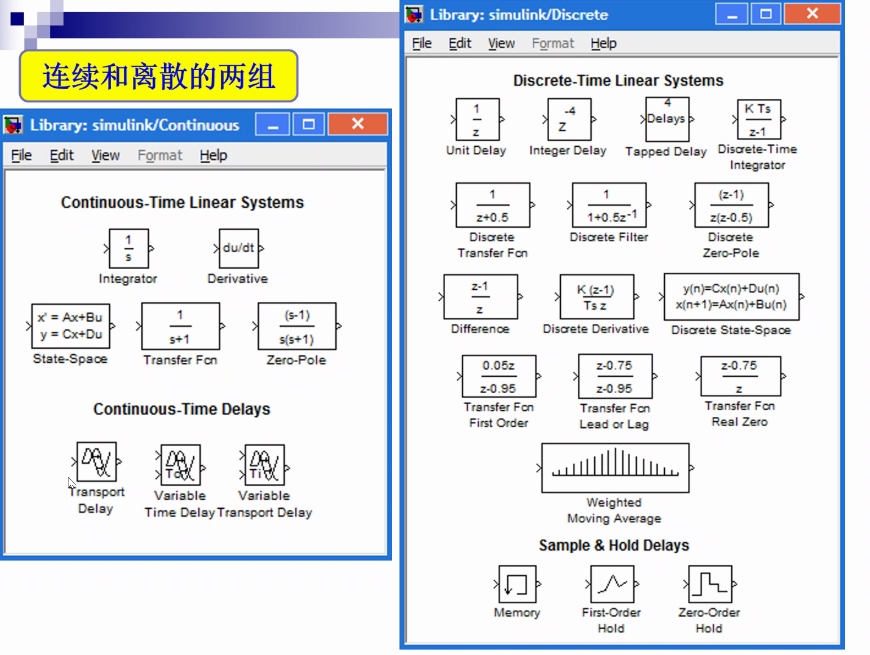 连续和离散的两组
Library: simulink/Continuous
File Edit View Format Help
Continuous-Time Linear Systems
1
s
du/dt
Integrator Derivative
x' = Ax+Bu
y = Cx+Du
1
s+1
(s-1)
s(s+1)
State-Space Transfer Fcn Zero-Pole
Continuous-Time Delays
To
Ti
Transport
Delay
Variable
Time Delay
Variable
Transport Delay
Library: simulink/Discrete
File Edit View Format Help
Discrete-Time Linear Systems
1
z
-4
Z
4
Delays
K Ts
z-1
Unit Delay Integer Delay Tapped Delay Discrete-Time
Integrator
1
z+0.5
1
1+0.5z-1
(z-1)
z(z-0.5)
Discrete
Transfer Fcn
Discrete Filter
Discrete
Zero-Pole
z-1
z
K (z-1)
Ts z
y(n)=Cx(n)+Du(n)
x(n+1)=Ax(n)+Bu(n)
Difference Discrete Derivative Discrete State-Space
0.05z
z-0.95
z-0.75
z-0.95
z-0.75
z
Transfer Fcn
First Order
Transfer Fcn
Lead or Lag
Transfer Fcn
Real Zero
Weighted
Moving Average
Sample & Hold Delays
Memory
First-Order
Hold
Zero-Order
Hold